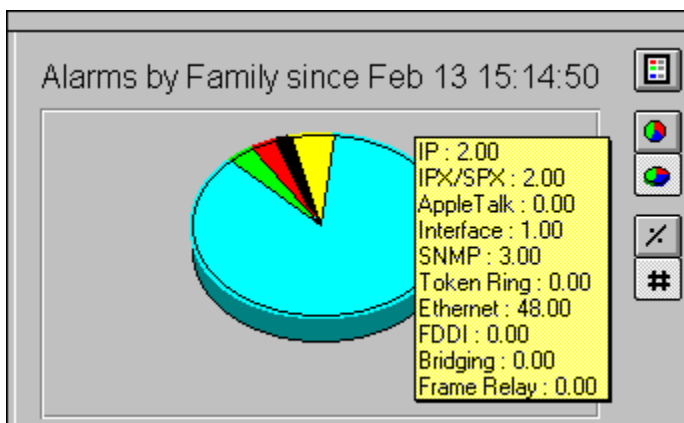 Alarms by Family since Feb 13 15:14:50
IP : 2.00
IPX/SPX : 2.00
AppleTalk : 0.00
Interface : 1.00
SNMP : 3.00
Token Ring : 0.00
Ethernet : 48.00
FDDI : 0.00
Bridging : 0.00
Frame Relay : 0.00